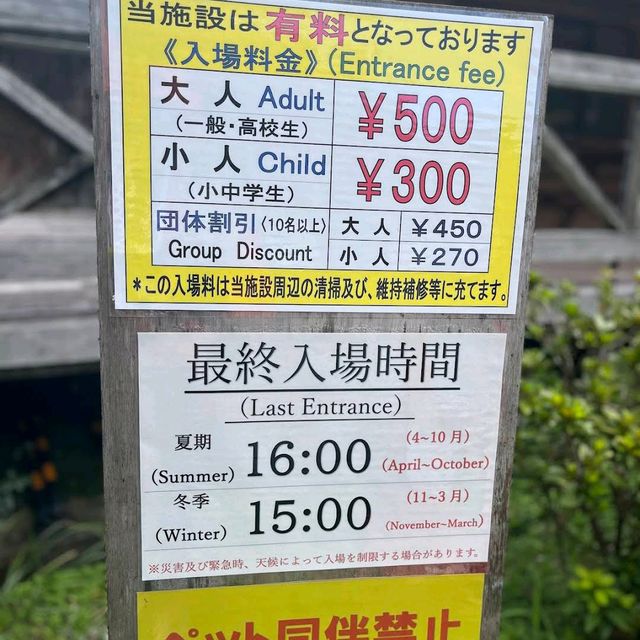 当施設は有料となっております
《入場料金》(Entrance fee)
大人 Adult
(一般・高校生)
¥500
小人 Child
(小中学生)
¥300
団体割引〈10名以上〉
Group Discount
大人 ¥450
小人 ¥270
*この入場料は当施設周辺の清掃及び、維持補修等に充てます。
最終入場時間
(Last Entrance)
夏期
(Summer)
16:00
(4~10月)
(April~October)
冬季
(Winter)
15:00
(11~3月)
(November~March)
※災害及び緊急時、天候によって入場を制限する場合があります。
ペット同伴禁止